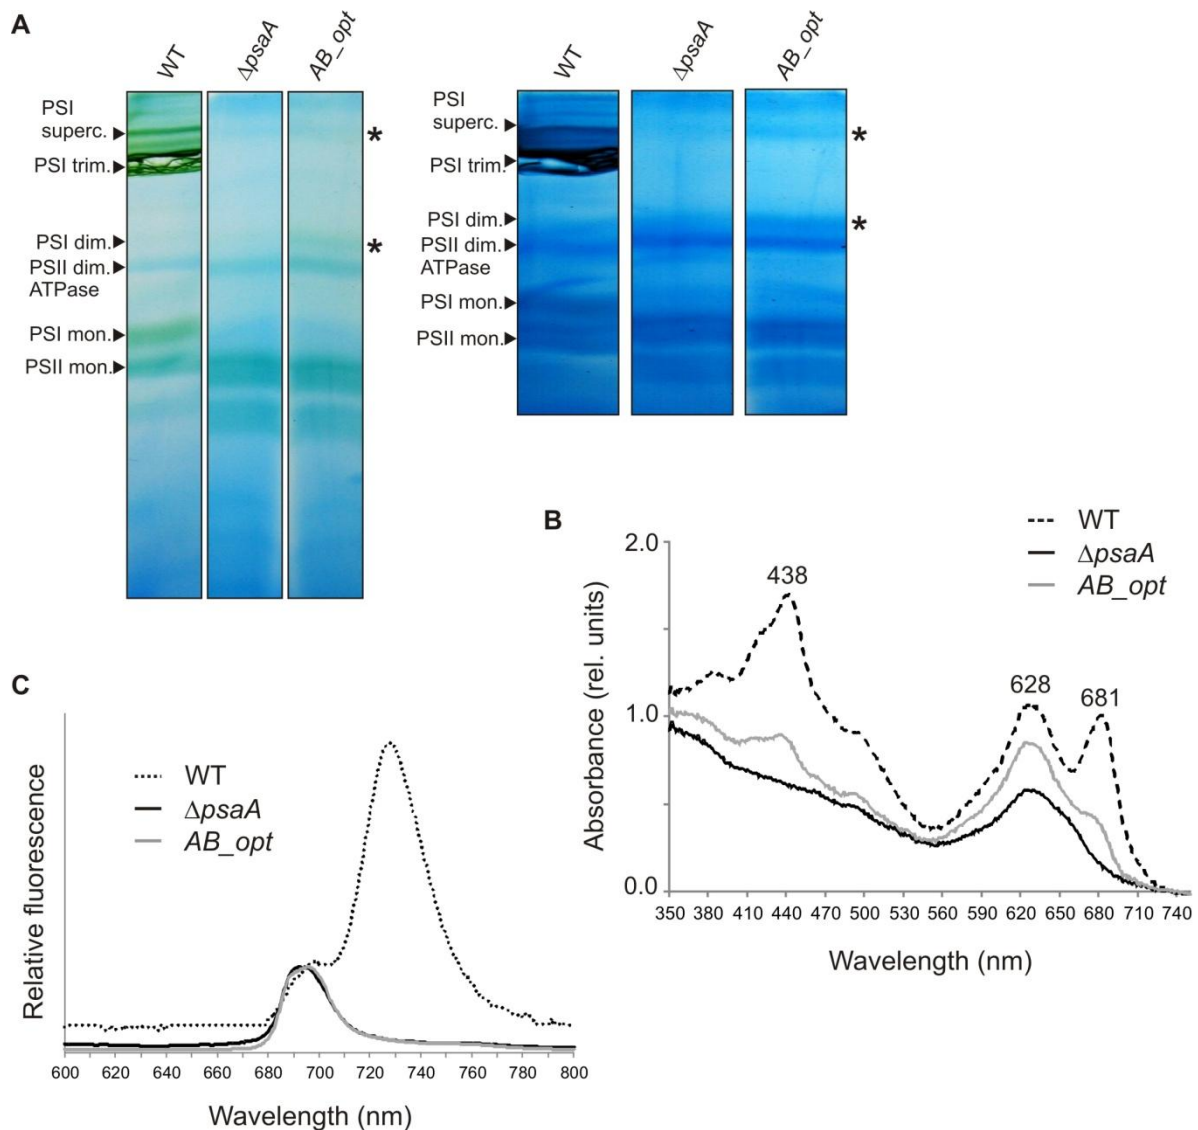 A
WT
ΔpsaA
AB_opt
PSI
superc.
PSI trim.
PSI dim.
PSII dim.
ATPase
PSI mon.
PSII mon.
*
*
WT
ΔpsaA
AB_opt
PSI
superc.
PSI trim.
PSI dim.
PSII dim.
ATPase
PSI mon.
PSII mon.
*
*
B
WT
ΔpsaA
AB_opt
2.0
1.0
0.0
438
628
681
Absorbance (rel. units)
350 380 410 440 470 500 530 560 590 620 650 680 710 740
Wavelength (nm)
C
WT
ΔpsaA
AB_opt
Relative fluorescence
600 620 640 660 680 700 720 740 760 780 800
Wavelength (nm)